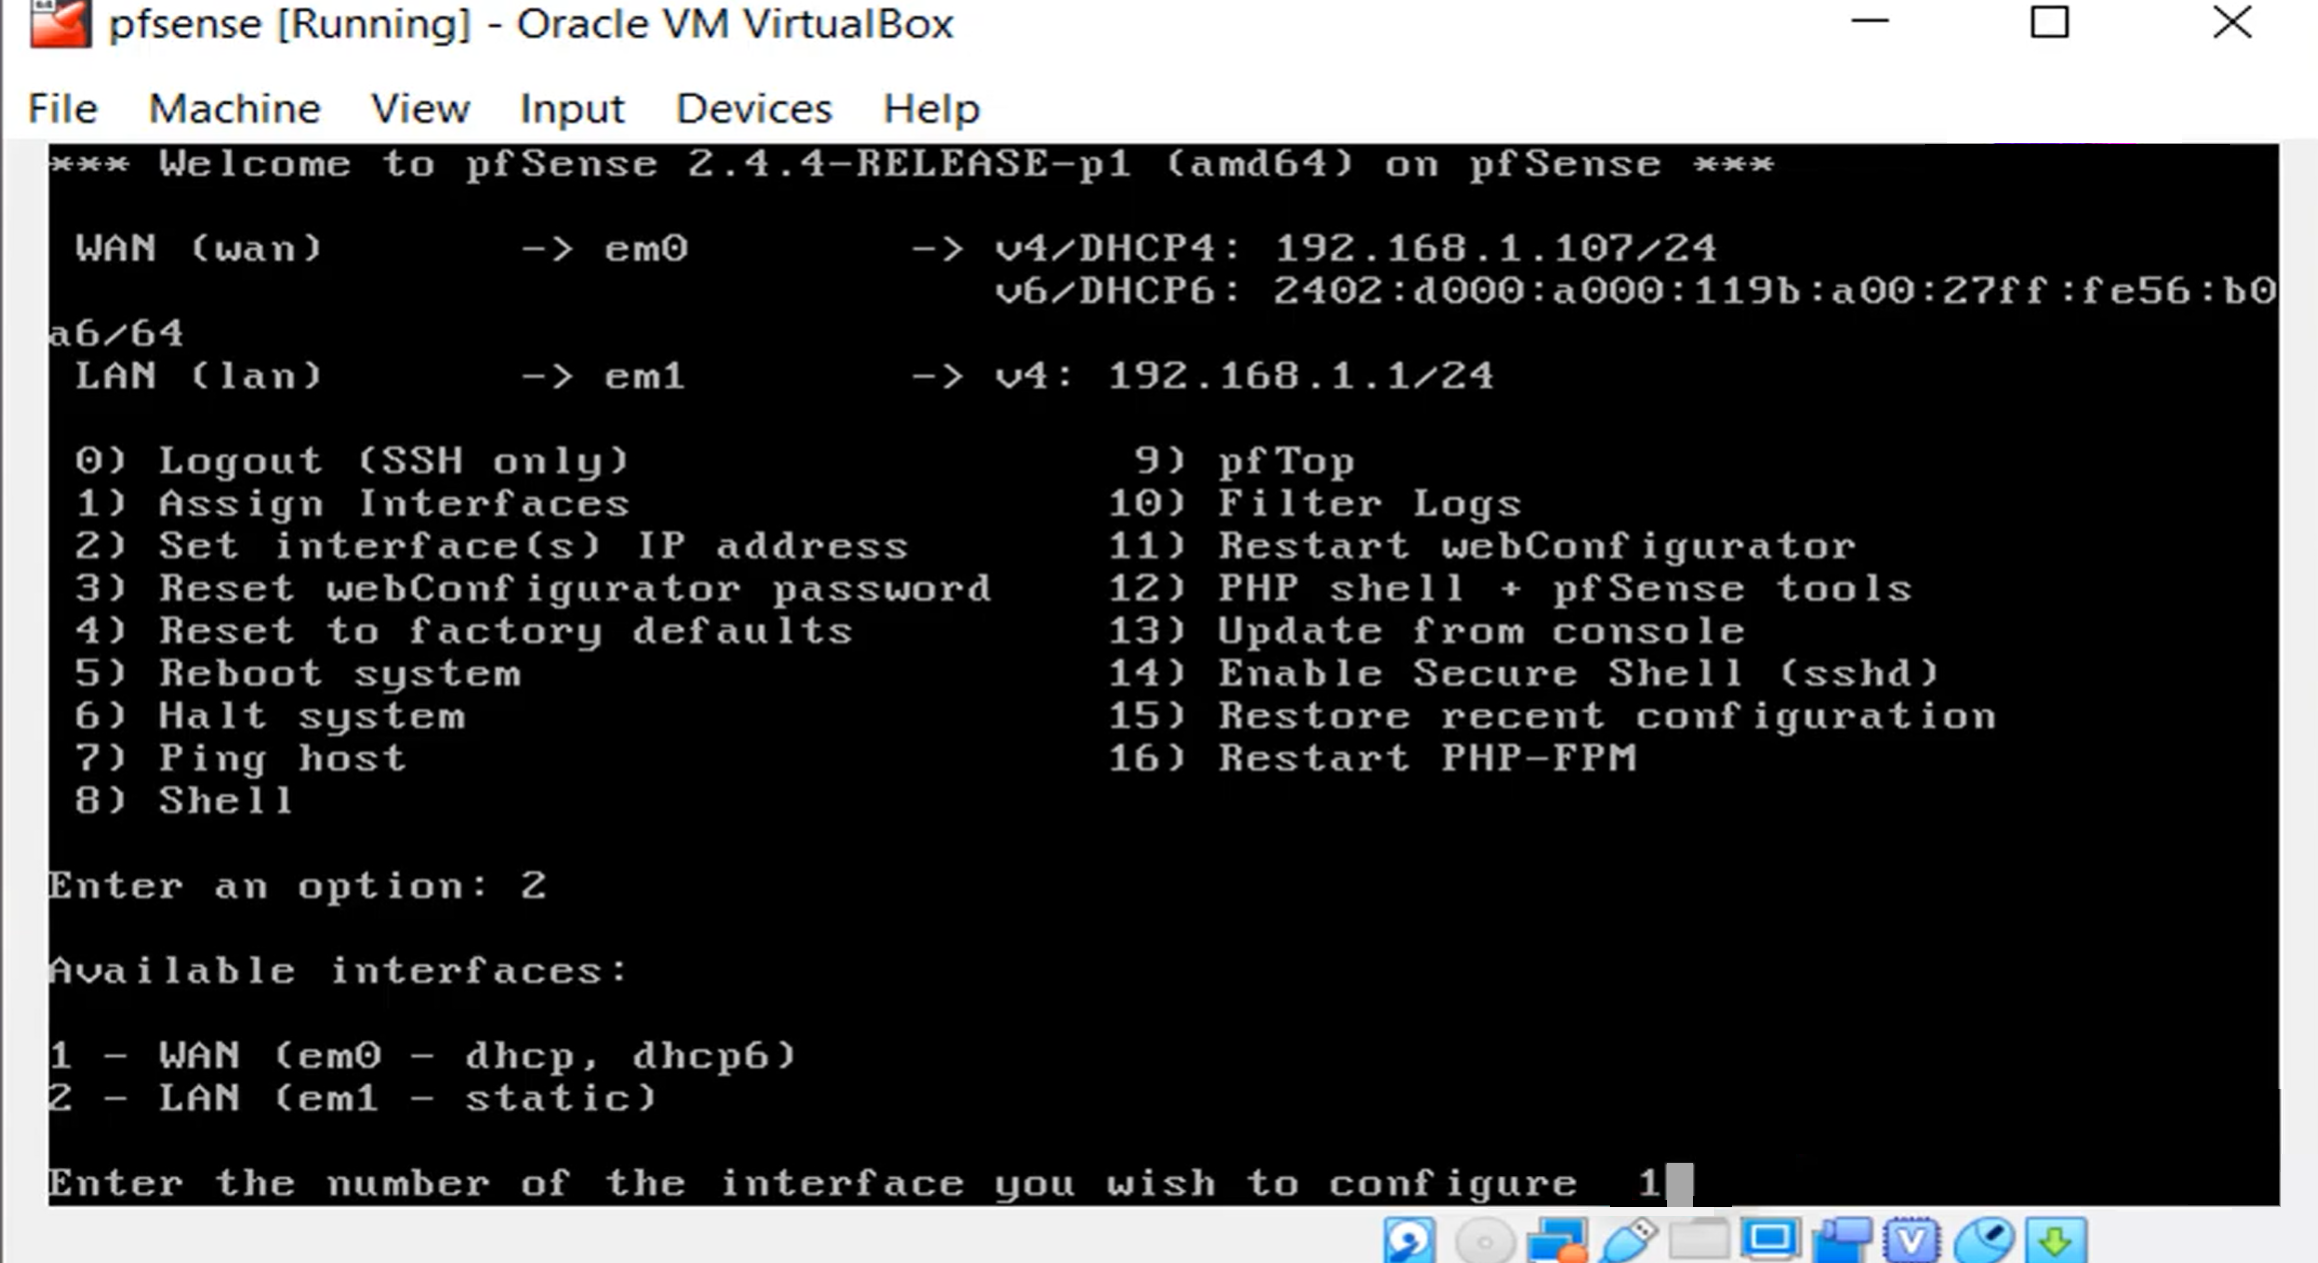 pfsense [Running] - Oracle VM VirtualBox
File Machine View Input Devices Help
*** Welcome to pfSense 2.4.4-RELEASE-p1 (amd64) on pfSense ***
WAN (wan) -> em0 -> v4/DHCP4: 192.168.1.107/24
v6/DHCP6: 2402:d000:a000:119b:a00:27ff:fe56:b0
a6/64
LAN (lan) -> em1 -> v4: 192.168.1.1/24
0) Logout (SSH only) 9) pfTop
1) Assign Interfaces 10) Filter Logs
2) Set interface(s) IP address 11) Restart webConfigurator
3) Reset webConfigurator password 12) PHP shell + pfSense tools
4) Reset to factory defaults 13) Update from console
5) Reboot system 14) Enable Secure Shell (sshd)
6) Halt system 15) Restore recent configuration
7) Ping host 16) Restart PHP-FPM
8) Shell
Enter an option: 2
Available interfaces:
1 - WAN (em0 - dhcp, dhcp6)
2 - LAN (em1 - static)
Enter the number of the interface you wish to configure 1